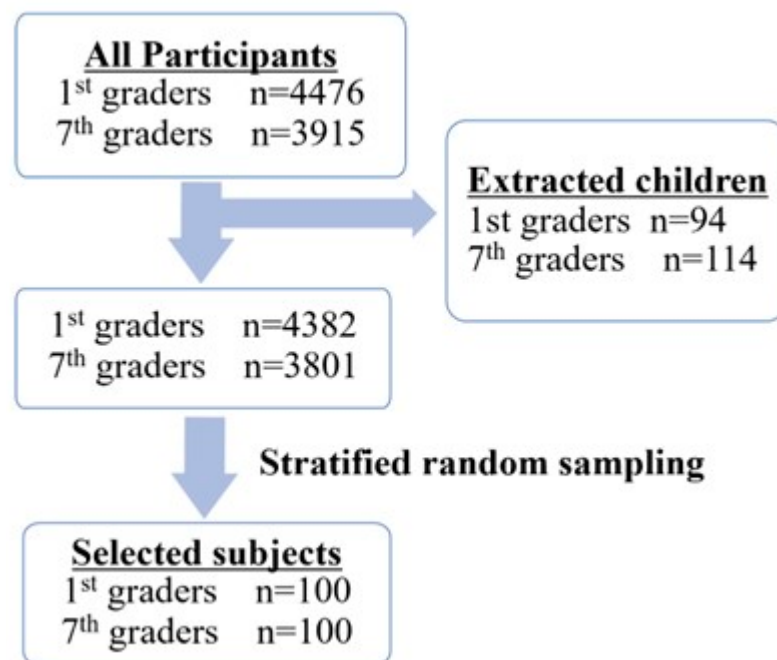 All Participants
1st graders n=4476
7th graders n=3915
Extracted children
1st graders n=94
7th graders n=114
1st graders n=4382
7th graders n=3801
Stratified random sampling
Selected subjects
1st graders n=100
7th graders n=100